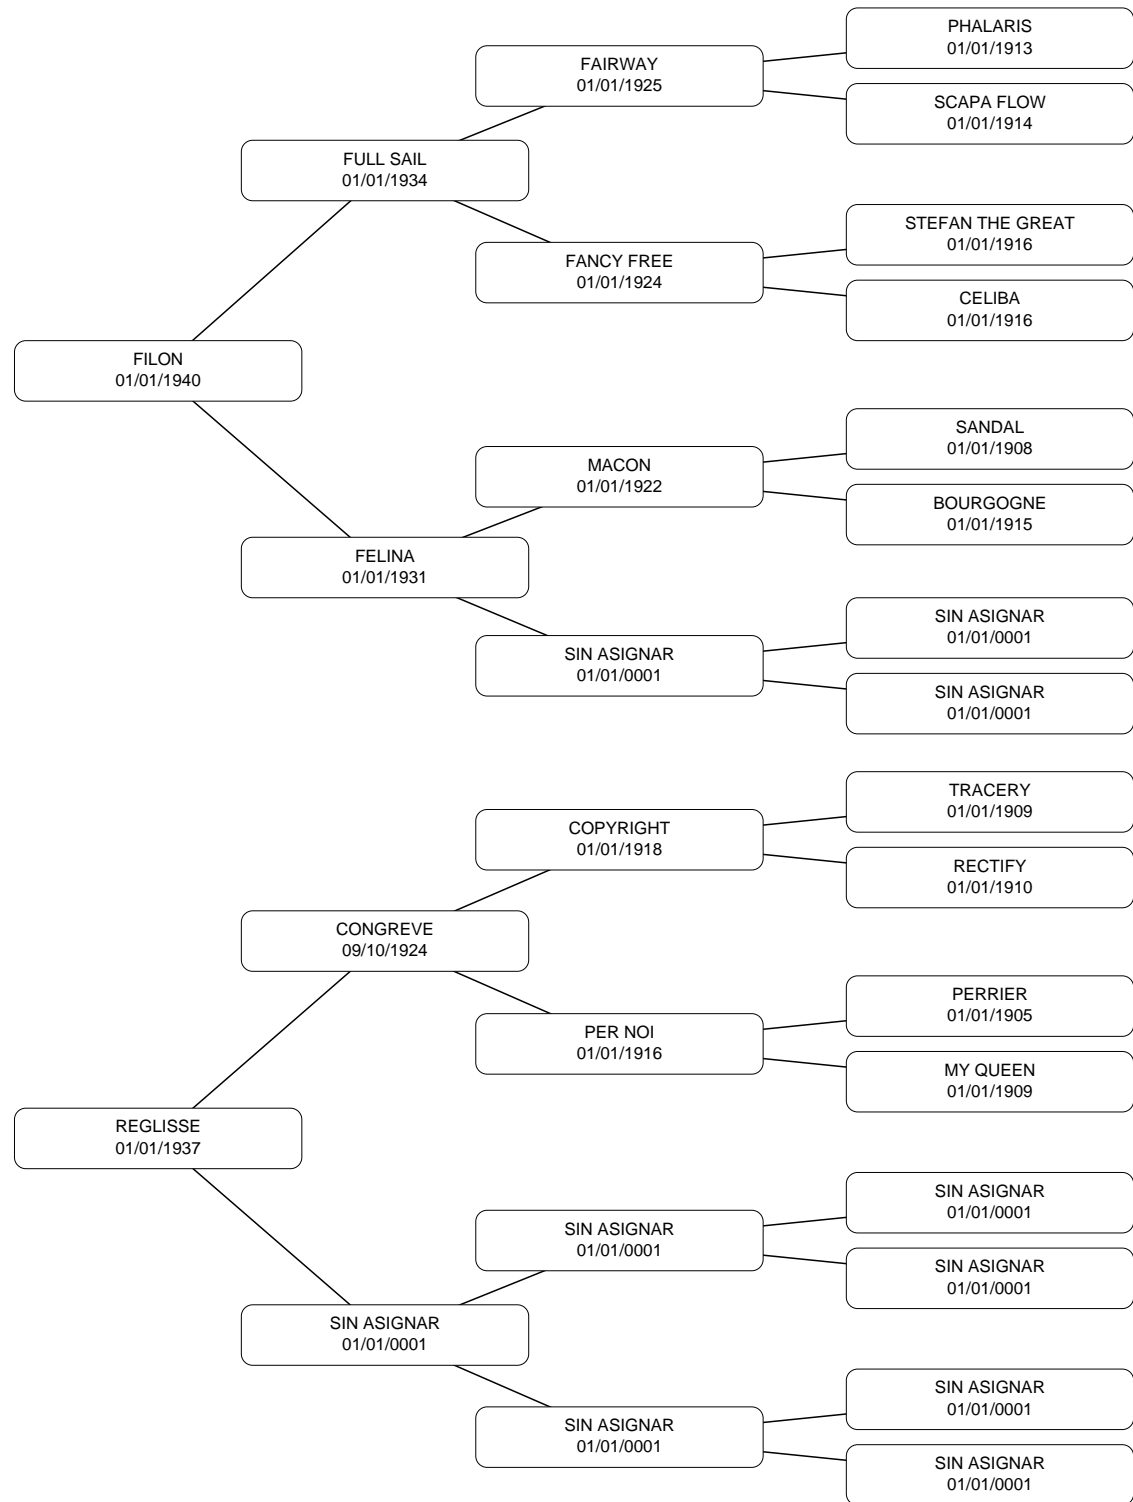 PHALARIS
01/01/1913
FAIRWAY
01/01/1925
SCAPA FLOW
01/01/1914
FULL SAIL
01/01/1934
STEFAN THE GREAT
01/01/1916
FANCY FREE
01/01/1924
CELIBA
01/01/1916
FILON
01/01/1940
SANDAL
01/01/1908
MACON
01/01/1922
BOURGOGNE
01/01/1915
FELINA
01/01/1931
SIN ASIGNAR
01/01/0001
SIN ASIGNAR
01/01/0001
SIN ASIGNAR
01/01/0001
TRACERY
01/01/1909
COPYRIGHT
01/01/1918
RECTIFY
01/01/1910
CONGREVE
09/10/1924
PERRIER
01/01/1905
PER NOI
01/01/1916
MY QUEEN
01/01/1909
REGLISSE
01/01/1937
SIN ASIGNAR
01/01/0001
SIN ASIGNAR
01/01/0001
SIN ASIGNAR
01/01/0001
SIN ASIGNAR
01/01/0001
SIN ASIGNAR
01/01/0001
SIN ASIGNAR
01/01/0001
SIN ASIGNAR
01/01/0001